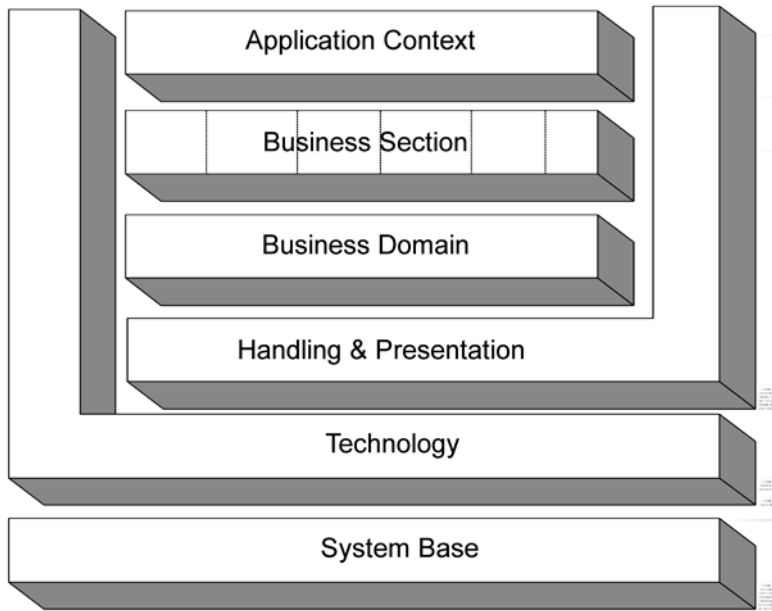 Application Context
Business Section
Business Domain
Handling & Presentation
Technology
System Base